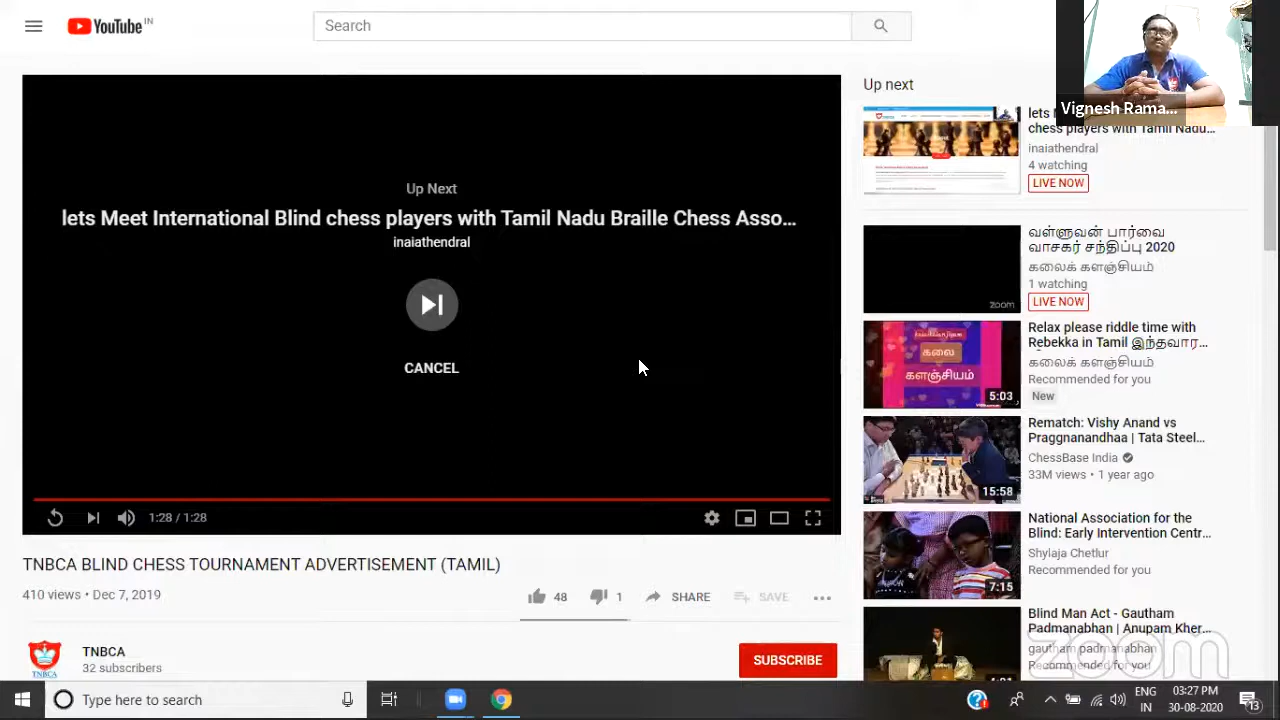 YouTube IN
Search
Vignesh Rama...
Up Next
lets Meet International Blind chess players with Tamil Nadu Braille Chess Asso...
inaiathendral
CANCEL
1:28 / 1:28
TNBCA BLIND CHESS TOURNAMENT ADVERTISEMENT (TAMIL)
410 views • Dec 7, 2019
48
1
SHARE
SAVE
TNBCA
TNBCA
32 subscribers
SUBSCRIBE
Up next
lets
chess players with Tamil Nadu...
inaiathendral
4 watching
LIVE NOW
zoom
வள்ளுவன் பார்வை
வாசகர் சந்திப்பு 2020
கலைக் களஞ்சியம்
1 watching
LIVE NOW
கலை
களஞ்சியம்
5:03
Relax please riddle time with
Rebekka in Tamil இந்தவார...
கலைக் களஞ்சியம்
Recommended for you
New
15:58
Rematch: Vishy Anand vs
Praggnanandhaa | Tata Steel...
ChessBase India
33M views • 1 year ago
7:15
National Association for the
Blind: Early Intervention Centr...
Shylaja Chetlur
Recommended for you
Blind Man Act - Gautham
Padmanabhan | Anupam Kher...
gautham padmanabhan
Recommended for you
zoom
Type here to search
ENG
IN
03:27 PM
30-08-2020
13